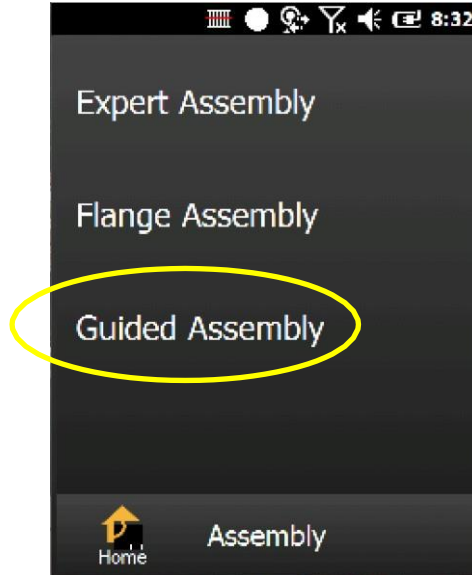 8:32
Expert Assembly
Flange Assembly
Guided Assembly
Home Assembly